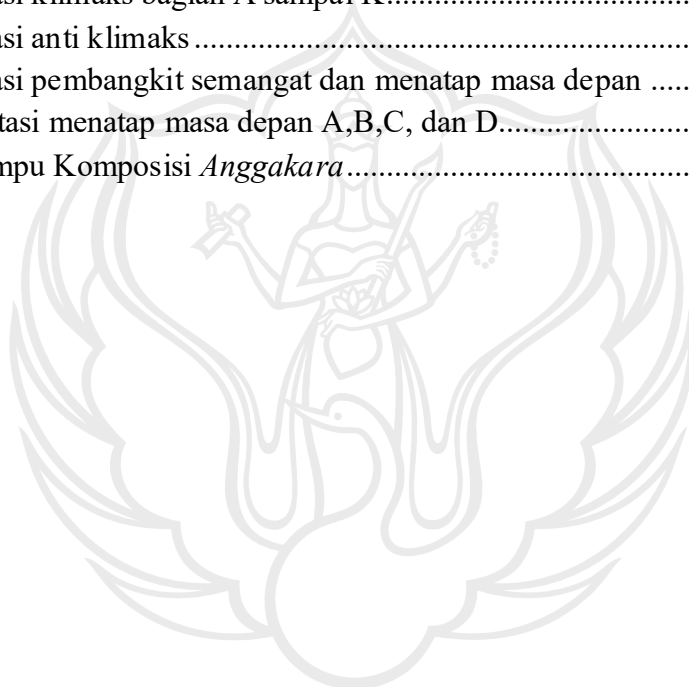 asi klimaks bagian A sampai K....................................
asi anti klimaks ..............................................................
asi pembangkit semangat dan menatap masa depan .....
tasi menatap masa depan A,B,C, dan D........................
mpu Komposisi Anggakara...........................................